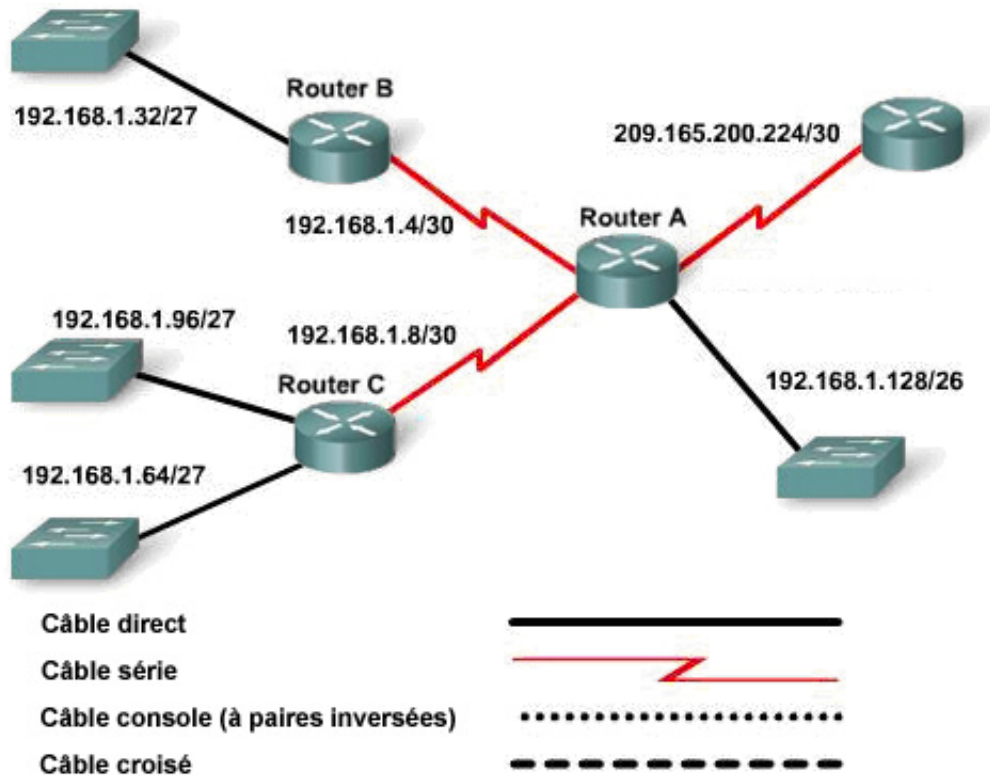 Router B
192.168.1.32/27
209.165.200.224/30
192.168.1.4/30
Router A
192.168.1.96/27
192.168.1.8/30
Router C
192.168.1.128/26
192.168.1.64/27
Câble direct
Câble série
Câble console (à paires inversées)
Câble croisé